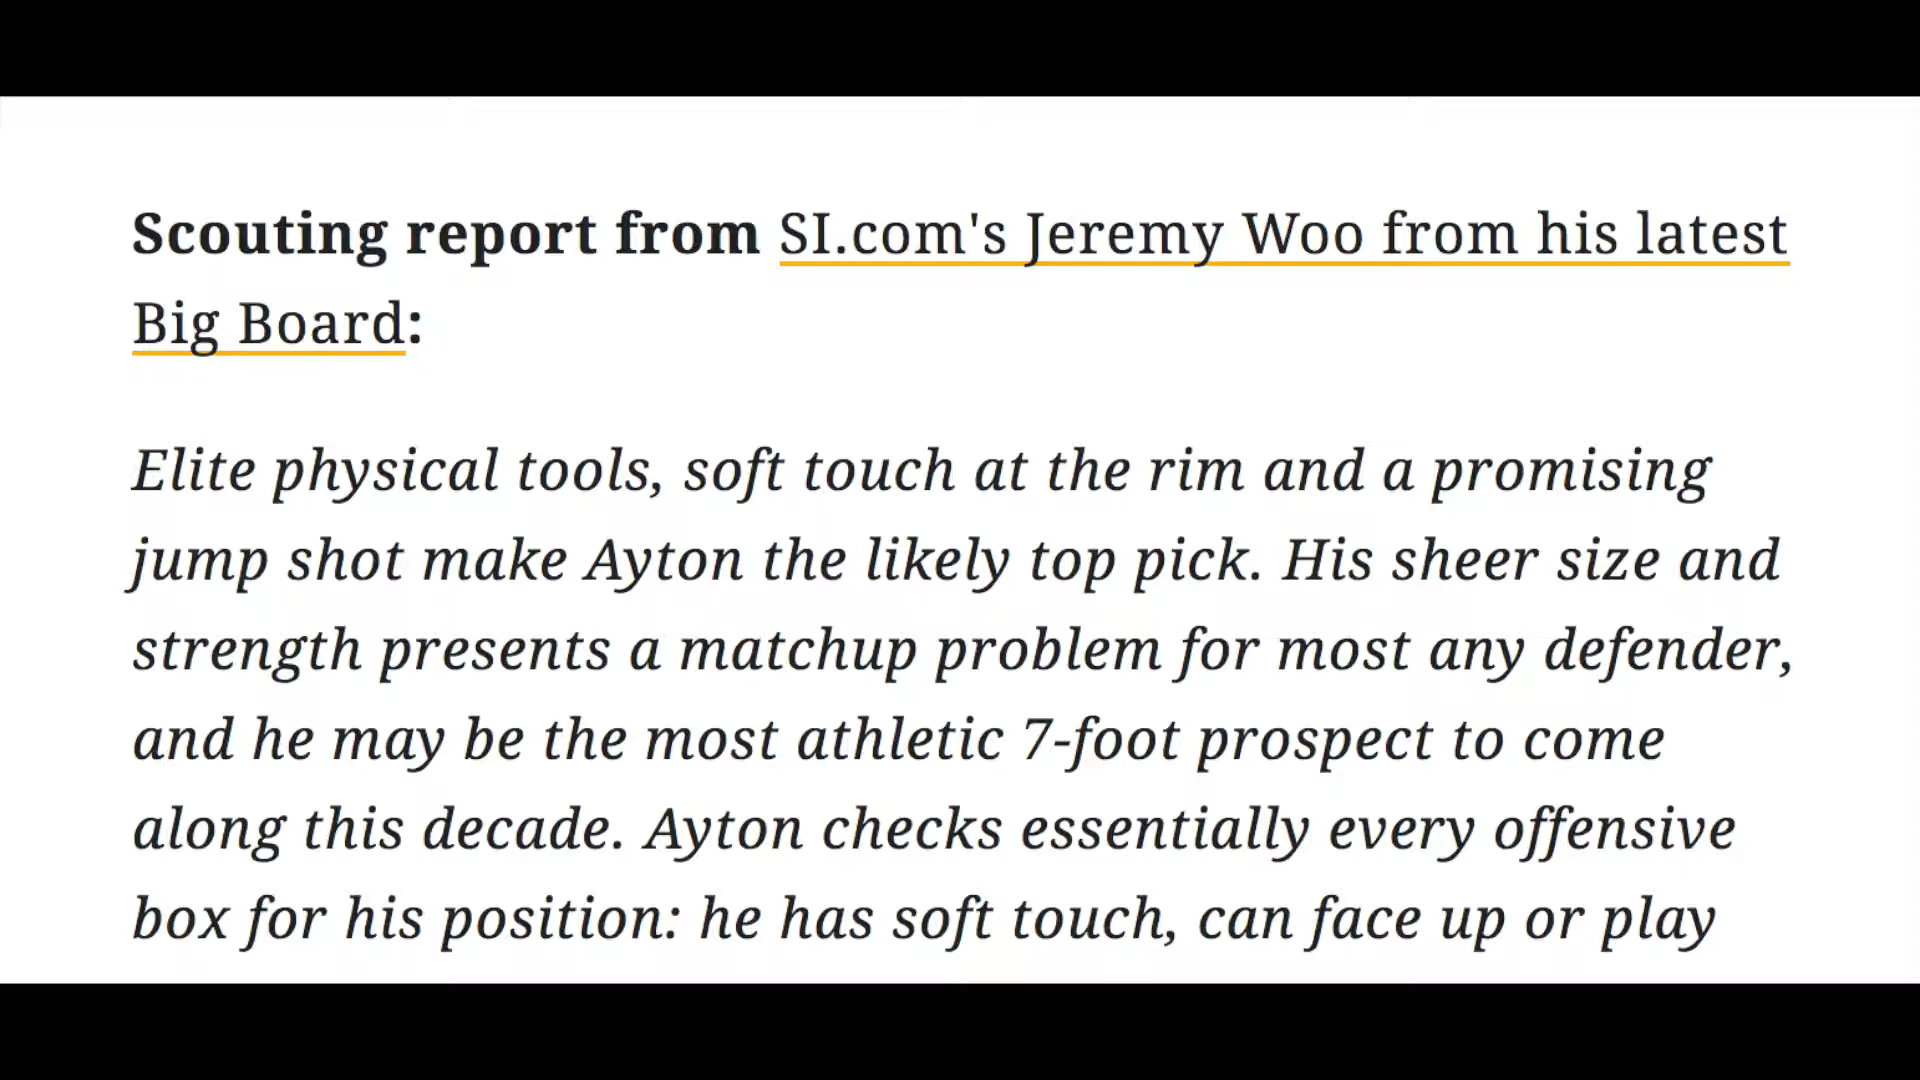 Scouting report from SI.com's Jeremy Woo from his latest
Big Board:
Elite physical tools, soft touch at the rim and a promising
jump shot make Ayton the likely top pick. His sheer size and
strength presents a matchup problem for most any defender,
and he may be the most athletic 7-foot prospect to come
along this decade. Ayton checks essentially every offensive
box for his position: he has soft touch, can face up or play